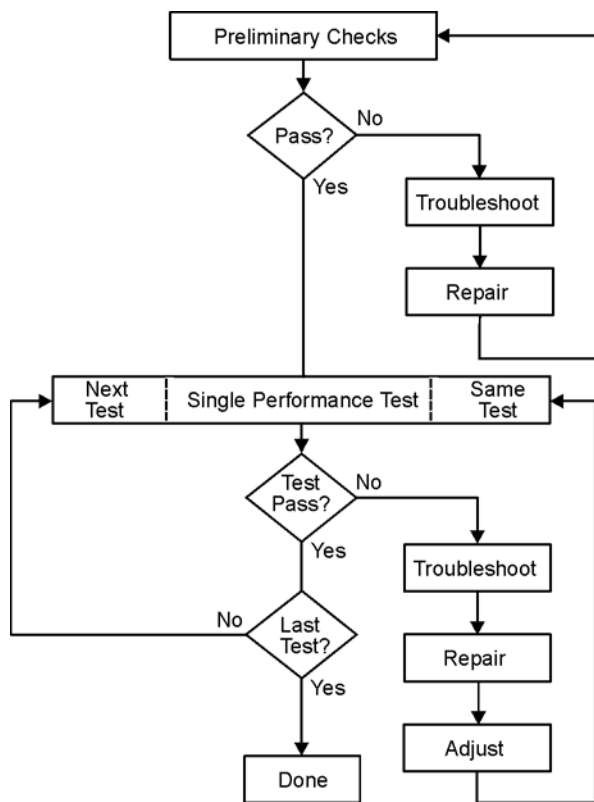 Preliminary Checks
No
Pass?
Yes
Troubleshoot
Repair
Next
Test
Single Performance Test
Same
Test
Test
Pass?
No
Yes
Troubleshoot
No
Last
Test?
Repair
Yes
Adjust
Done